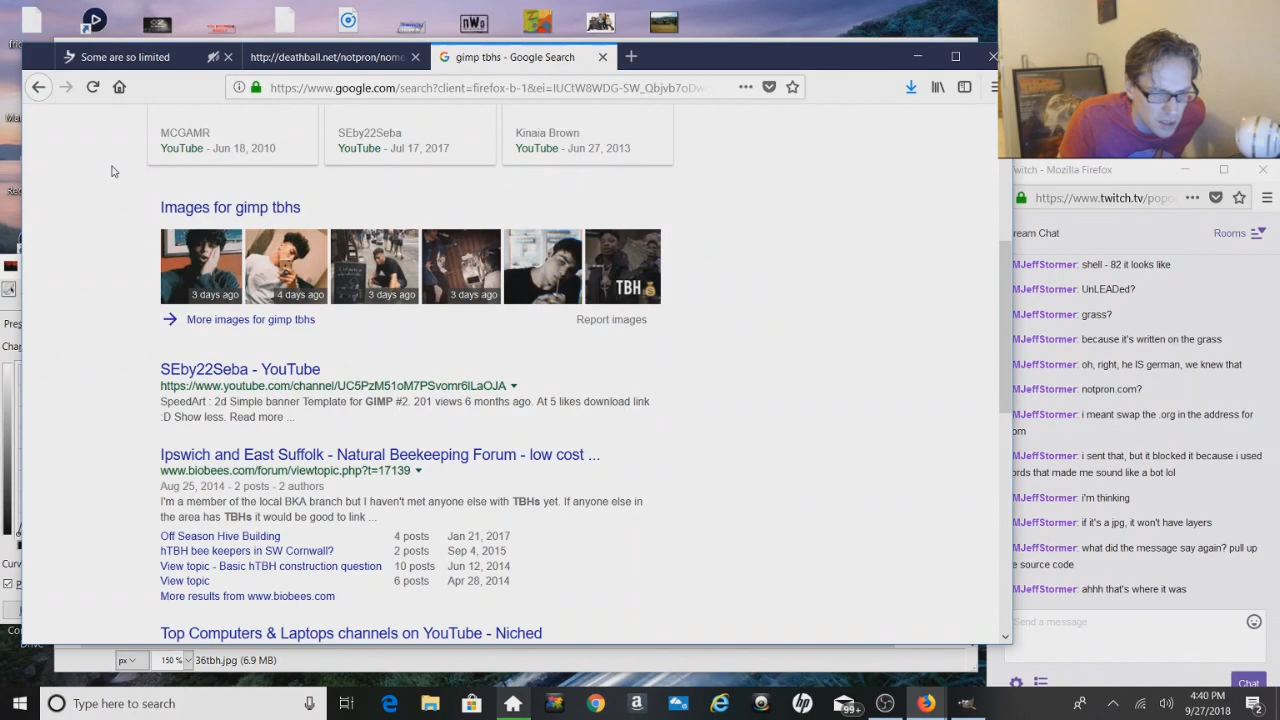 Some are so limited
http://deathball.net/notpron/nome
gimp tbhs - Google Search
https://www.google.com/search?client=firefox-b-1&ei=IUCtW8WDG-SW_Qbjvb7oDw
MCGAMR
YouTube - Jun 18, 2010
SEby22Seba
YouTube - Jul 17, 2017
Kinaia Brown
YouTube - Jun 27, 2013
Images for gimp tbhs
3 days ago
4 days ago
3 days ago
3 days ago
TBH
More images for gimp tbhs
Report images
SEby22Seba - YouTube
https://www.youtube.com/channel/UC5PzM51oM7PSvomr6lLaOJA
SpeedArt : 2d Simple banner Template for GIMP #2. 201 views 6 months ago. At 5 likes download link
:D Show less. Read more ...
Ipswich and East Suffolk - Natural Beekeeping Forum - low cost ...
www.biobees.com/forum/viewtopic.php?t=17139
Aug 25, 2014 - 2 posts - 2 authors
I'm a member of the local BKA branch but I haven't met anyone else with TBHs yet. If anyone else in
the area has TBHs it would be good to link ...
Off Season Hive Building 4 posts Jan 21, 2017
hTBH bee keepers in SW Cornwall? 2 posts Sep 4, 2015
View topic - Basic hTBH construction question 10 posts Jun 12, 2014
View topic 6 posts Apr 28, 2014
More results from www.biobees.com
Top Computers & Laptops channels on YouTube - Niched
px 150 % 36tbh.jpg (6.9 MB)
witch - Mozilla Firefox
https://www.twitch.tv/popo
ream Chat
Rooms
MJeffStormer: shell - 82 it looks like
MJeffStormer: UnLEADed?
MJeffStormer: grass?
MJeffStormer: because it's written on the grass
MJeffStormer: oh, right, he IS german, we knew that
MJeffStormer: notpron.com?
MJeffStormer: i meant swap the .org in the address for
om
MJeffStormer: i sent that, but it blocked it because i used
ords that made me sound like a bot lol
MJeffStormer: i'm thinking
MJeffStormer: if it's a jpg, it won't have layers
MJeffStormer: what did the message say again? pull up
e source code
MJeffStormer: ahhh that's where it was
Send a message
Chat
nWo
Pres
Char
Curv
P
Drive
Type here to search
hp
99+
4:40 PM
9/27/2018
2